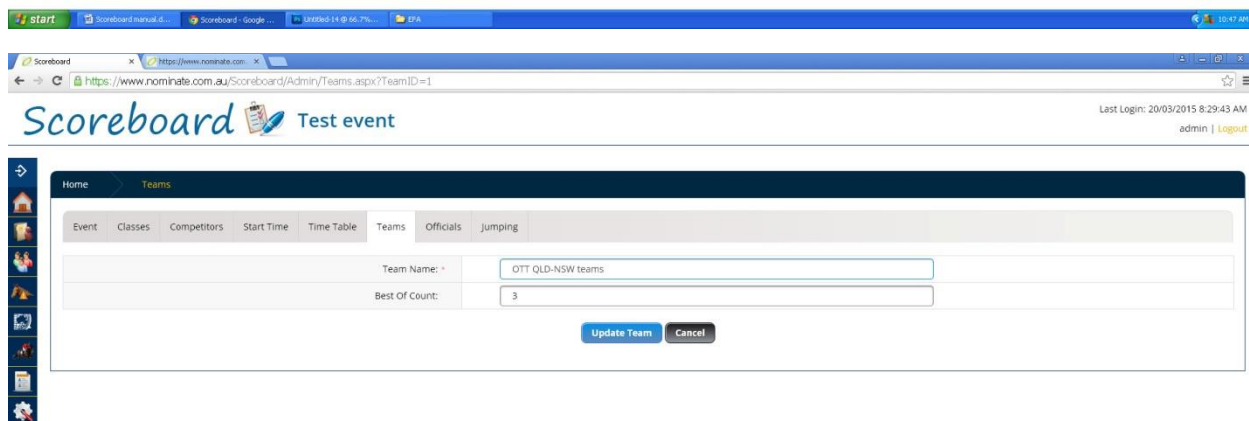 start Scoreboard manual.d... Scoreboard - Google ... Untitled-14 @ 66.7%... EFA 10:47 AM
Scoreboard https://www.nominate.com
https://www.nominate.com.au/Scoreboard/Admin/Teams.aspx?TeamID=1
Scoreboard Test event
Last Login: 20/03/2015 8:29:43 AM
admin | Logout
Home Teams
Event Classes Competitors Start Time Time Table Teams Officials Jumping
Team Name: * OTT QLD-NSW teams
Best Of Count: 3
Update Team Cancel